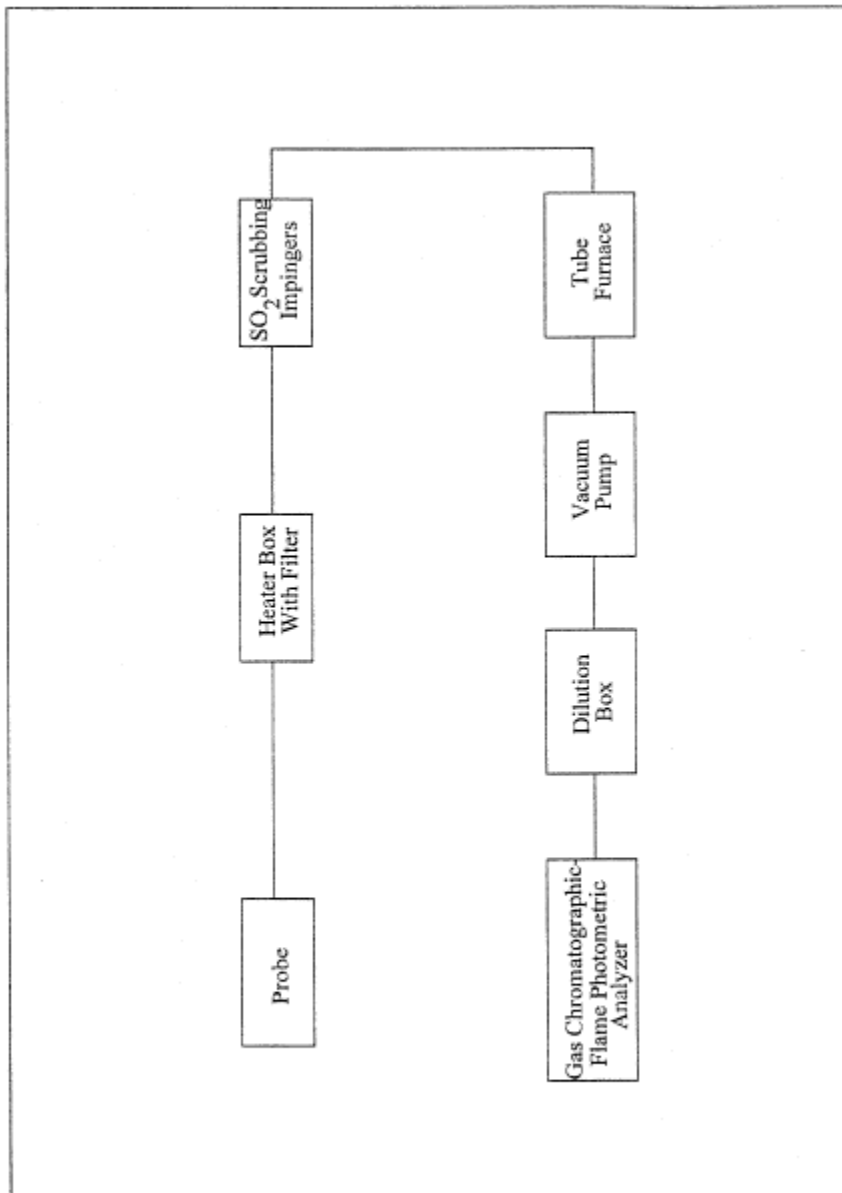 Probe
Heater Box
With Filter
SO2 Scrubbing
Impingers
Tube
Furnace
Vacuum
Pump
Dilution
Box
Gas Chromatographic-
Flame Photometric
Analyzer